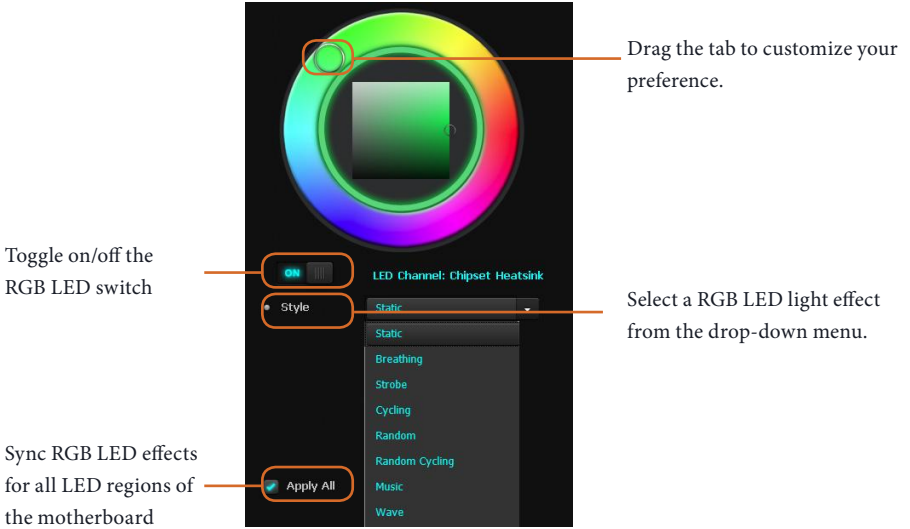 Drag the tab to customize your
preference.
Toggle on/off the
RGB LED switch
ON
LED Channel: Chipset Heatsink
Style
Static
Select a RGB LED light effect
from the drop-down menu.
Static
Breathing
Strobe
Cycling
Random
Random Cycling
Music
Wave
Sync RGB LED effects
for all LED regions of
the motherboard
Apply All